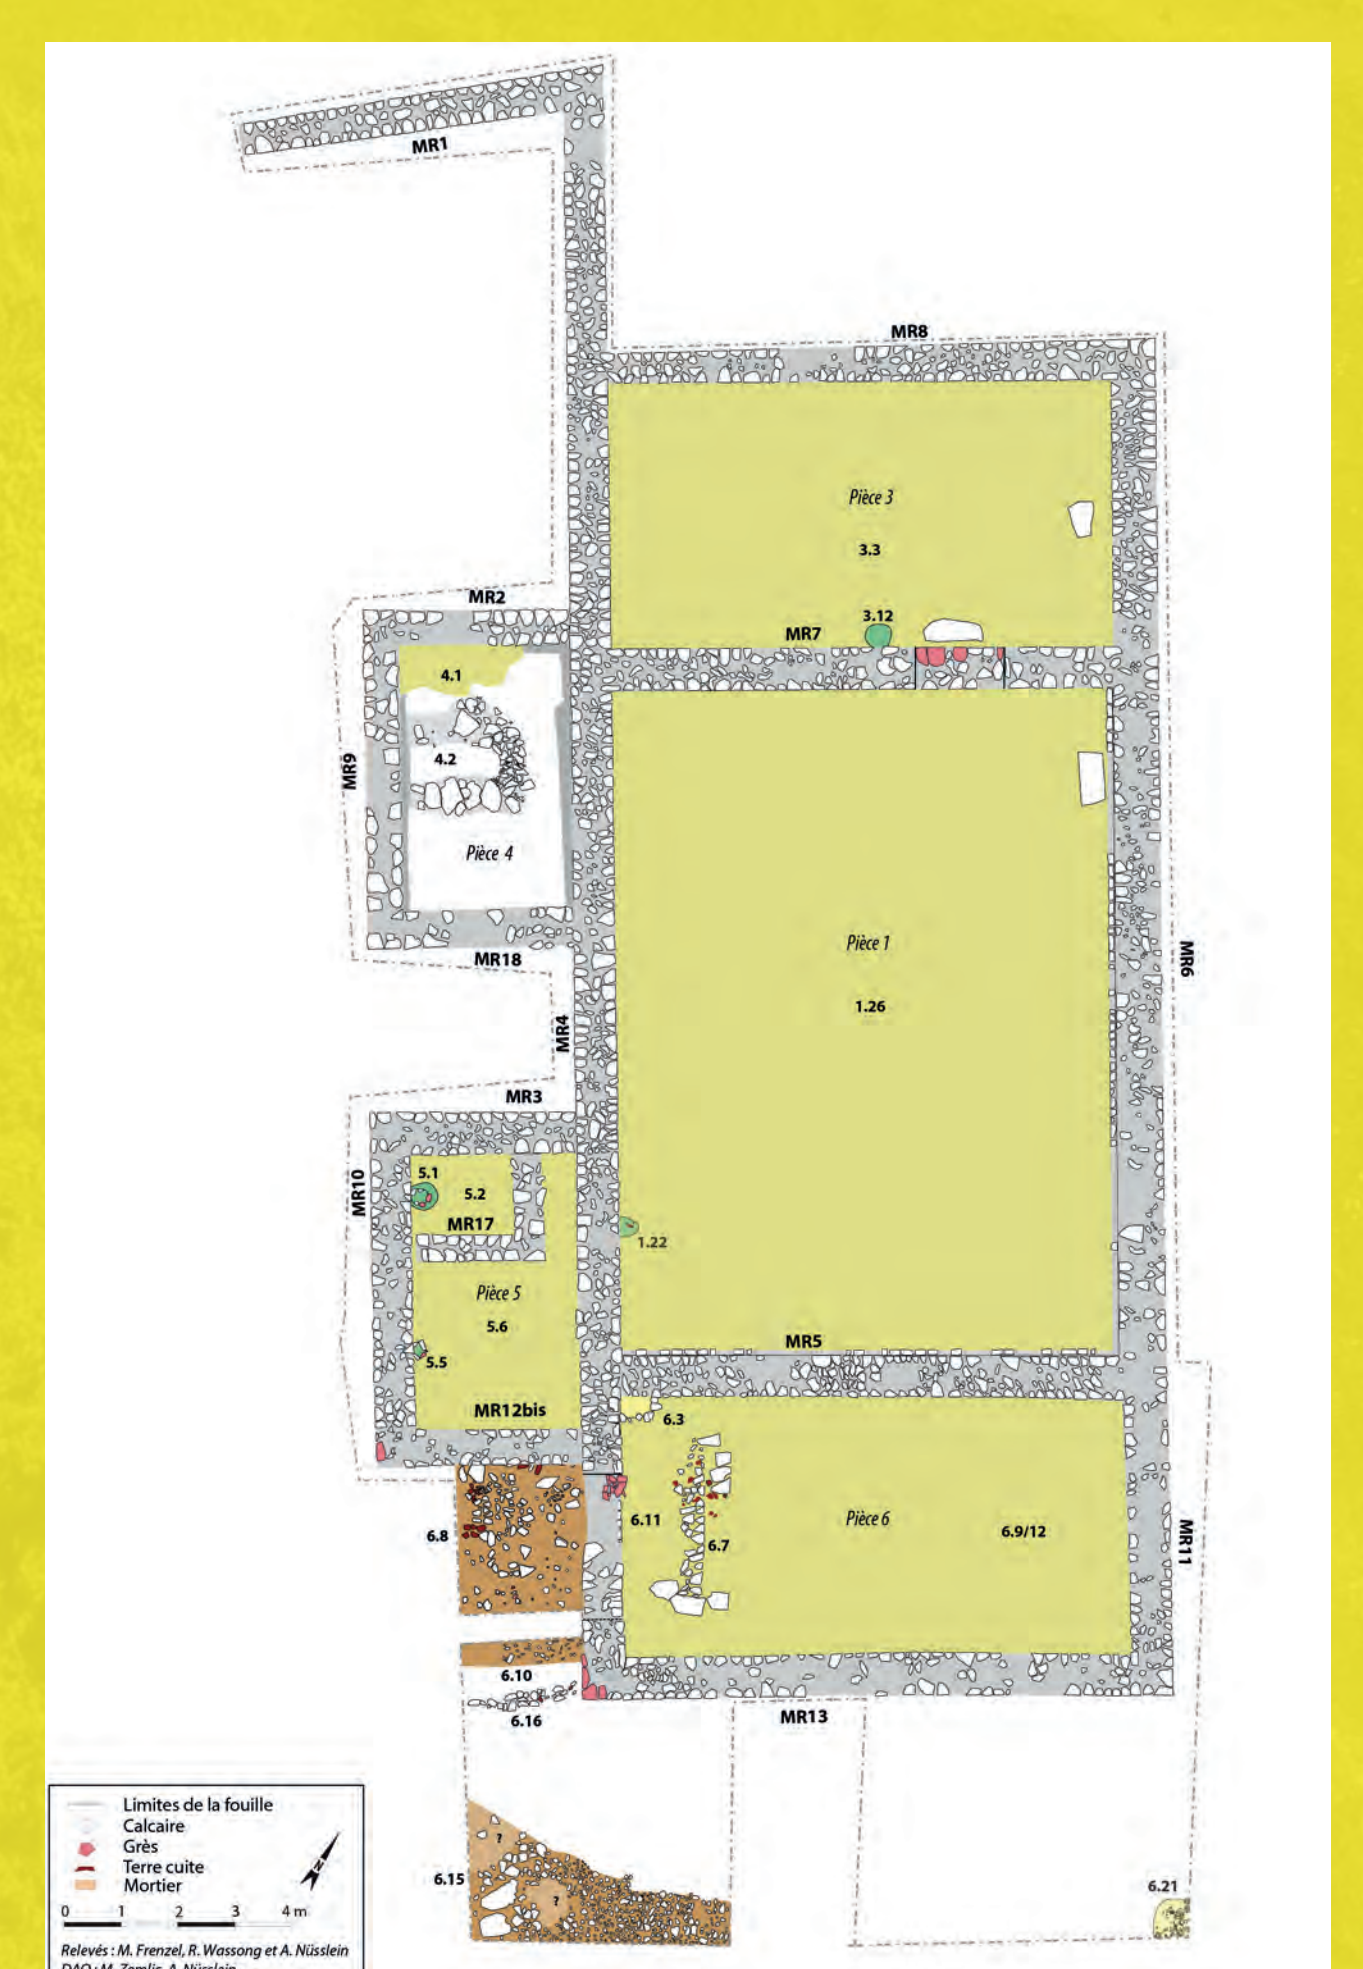 MR1
MR8
Pièce 3
3.3
3.12
MR7
MR2
4.1
4.2
MR9
Pièce 4
MR18
MR4
Pièce 1
1.26
MR6
MR3
5.1
5.2
MR10
MR17
1.22
Pièce 5
5.6
5.5
MR5
MR12bis
6.3
6.11
6.7
Pièce 6
6.9/12
MR11
6.8
6.10
6.16
MR13
6.15
?
?
6.21
Limites de la fouille
Calcaire
Grès
Terre cuite
Mortier
N
0 1 2 3 4 m
Relevés : M. Frenzel, R. Wassong et A. Nüsslein
DAO : M. Zemlic, A. Nüsslein